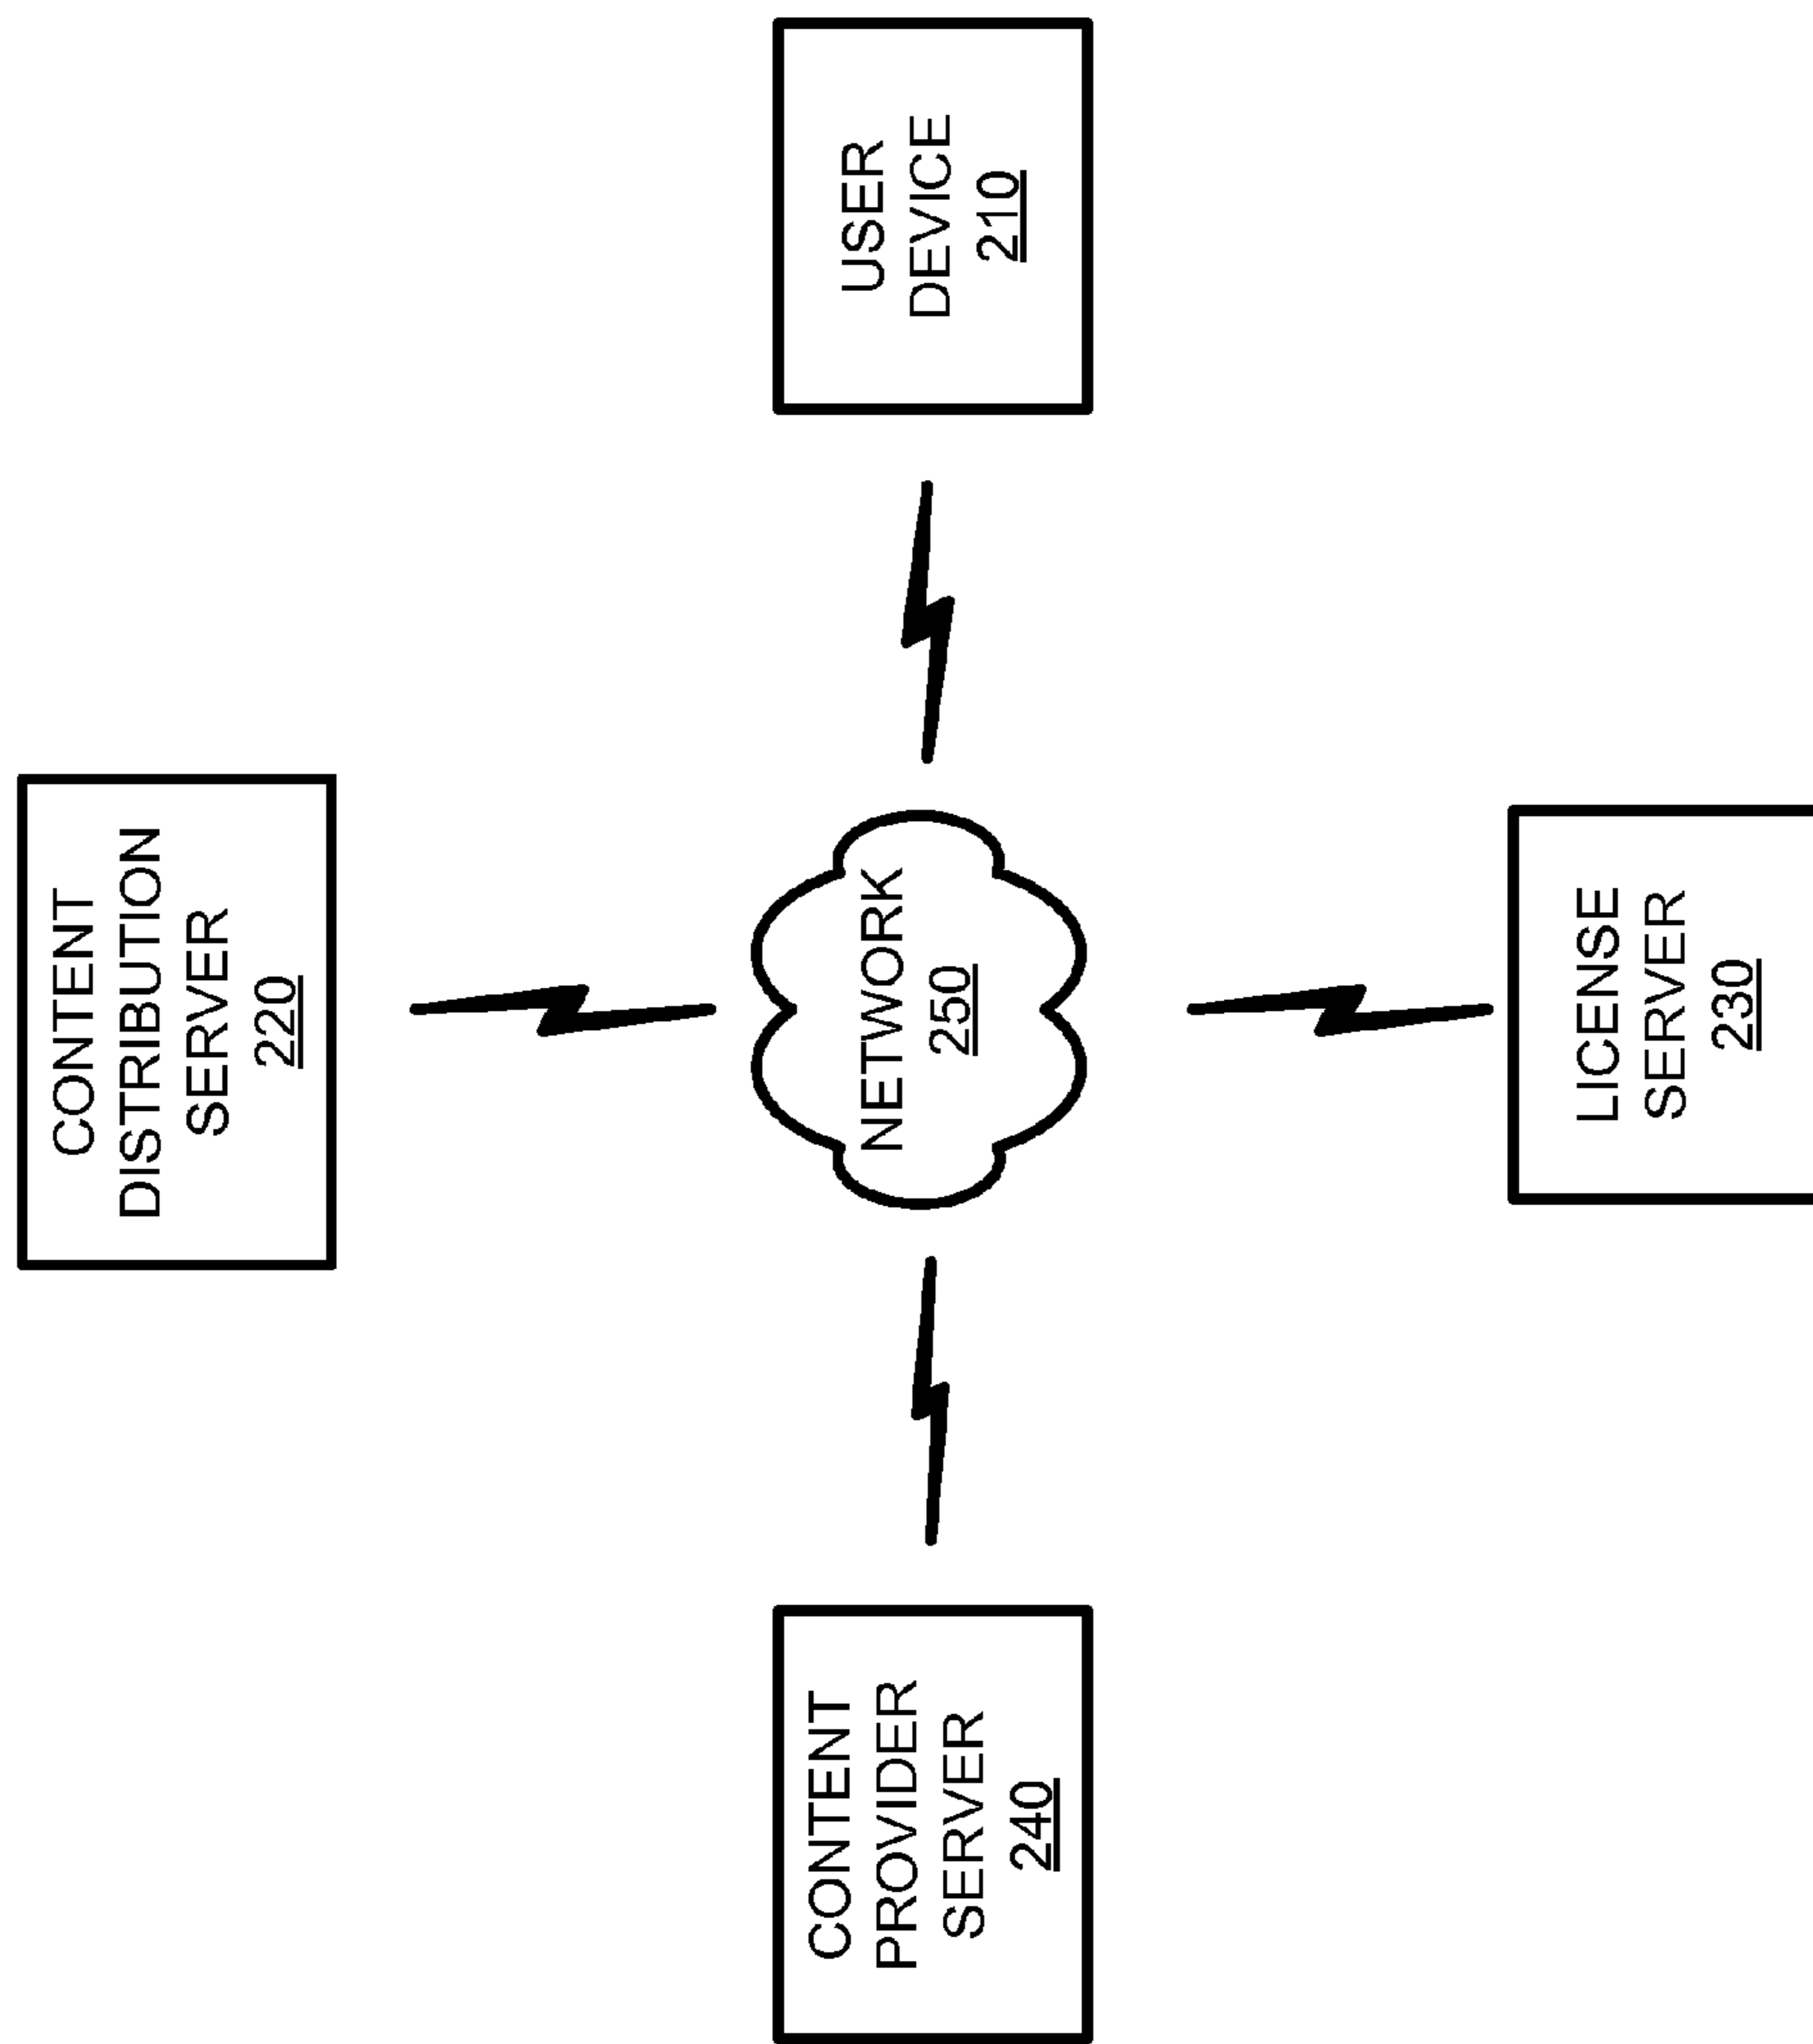 CONTENT
DISTRIBUTION
SERVER
220
CONTENT
PROVIDER
SERVER
240
NETWORK
250
USER
DEVICE
210
LICENSE
SERVER
230